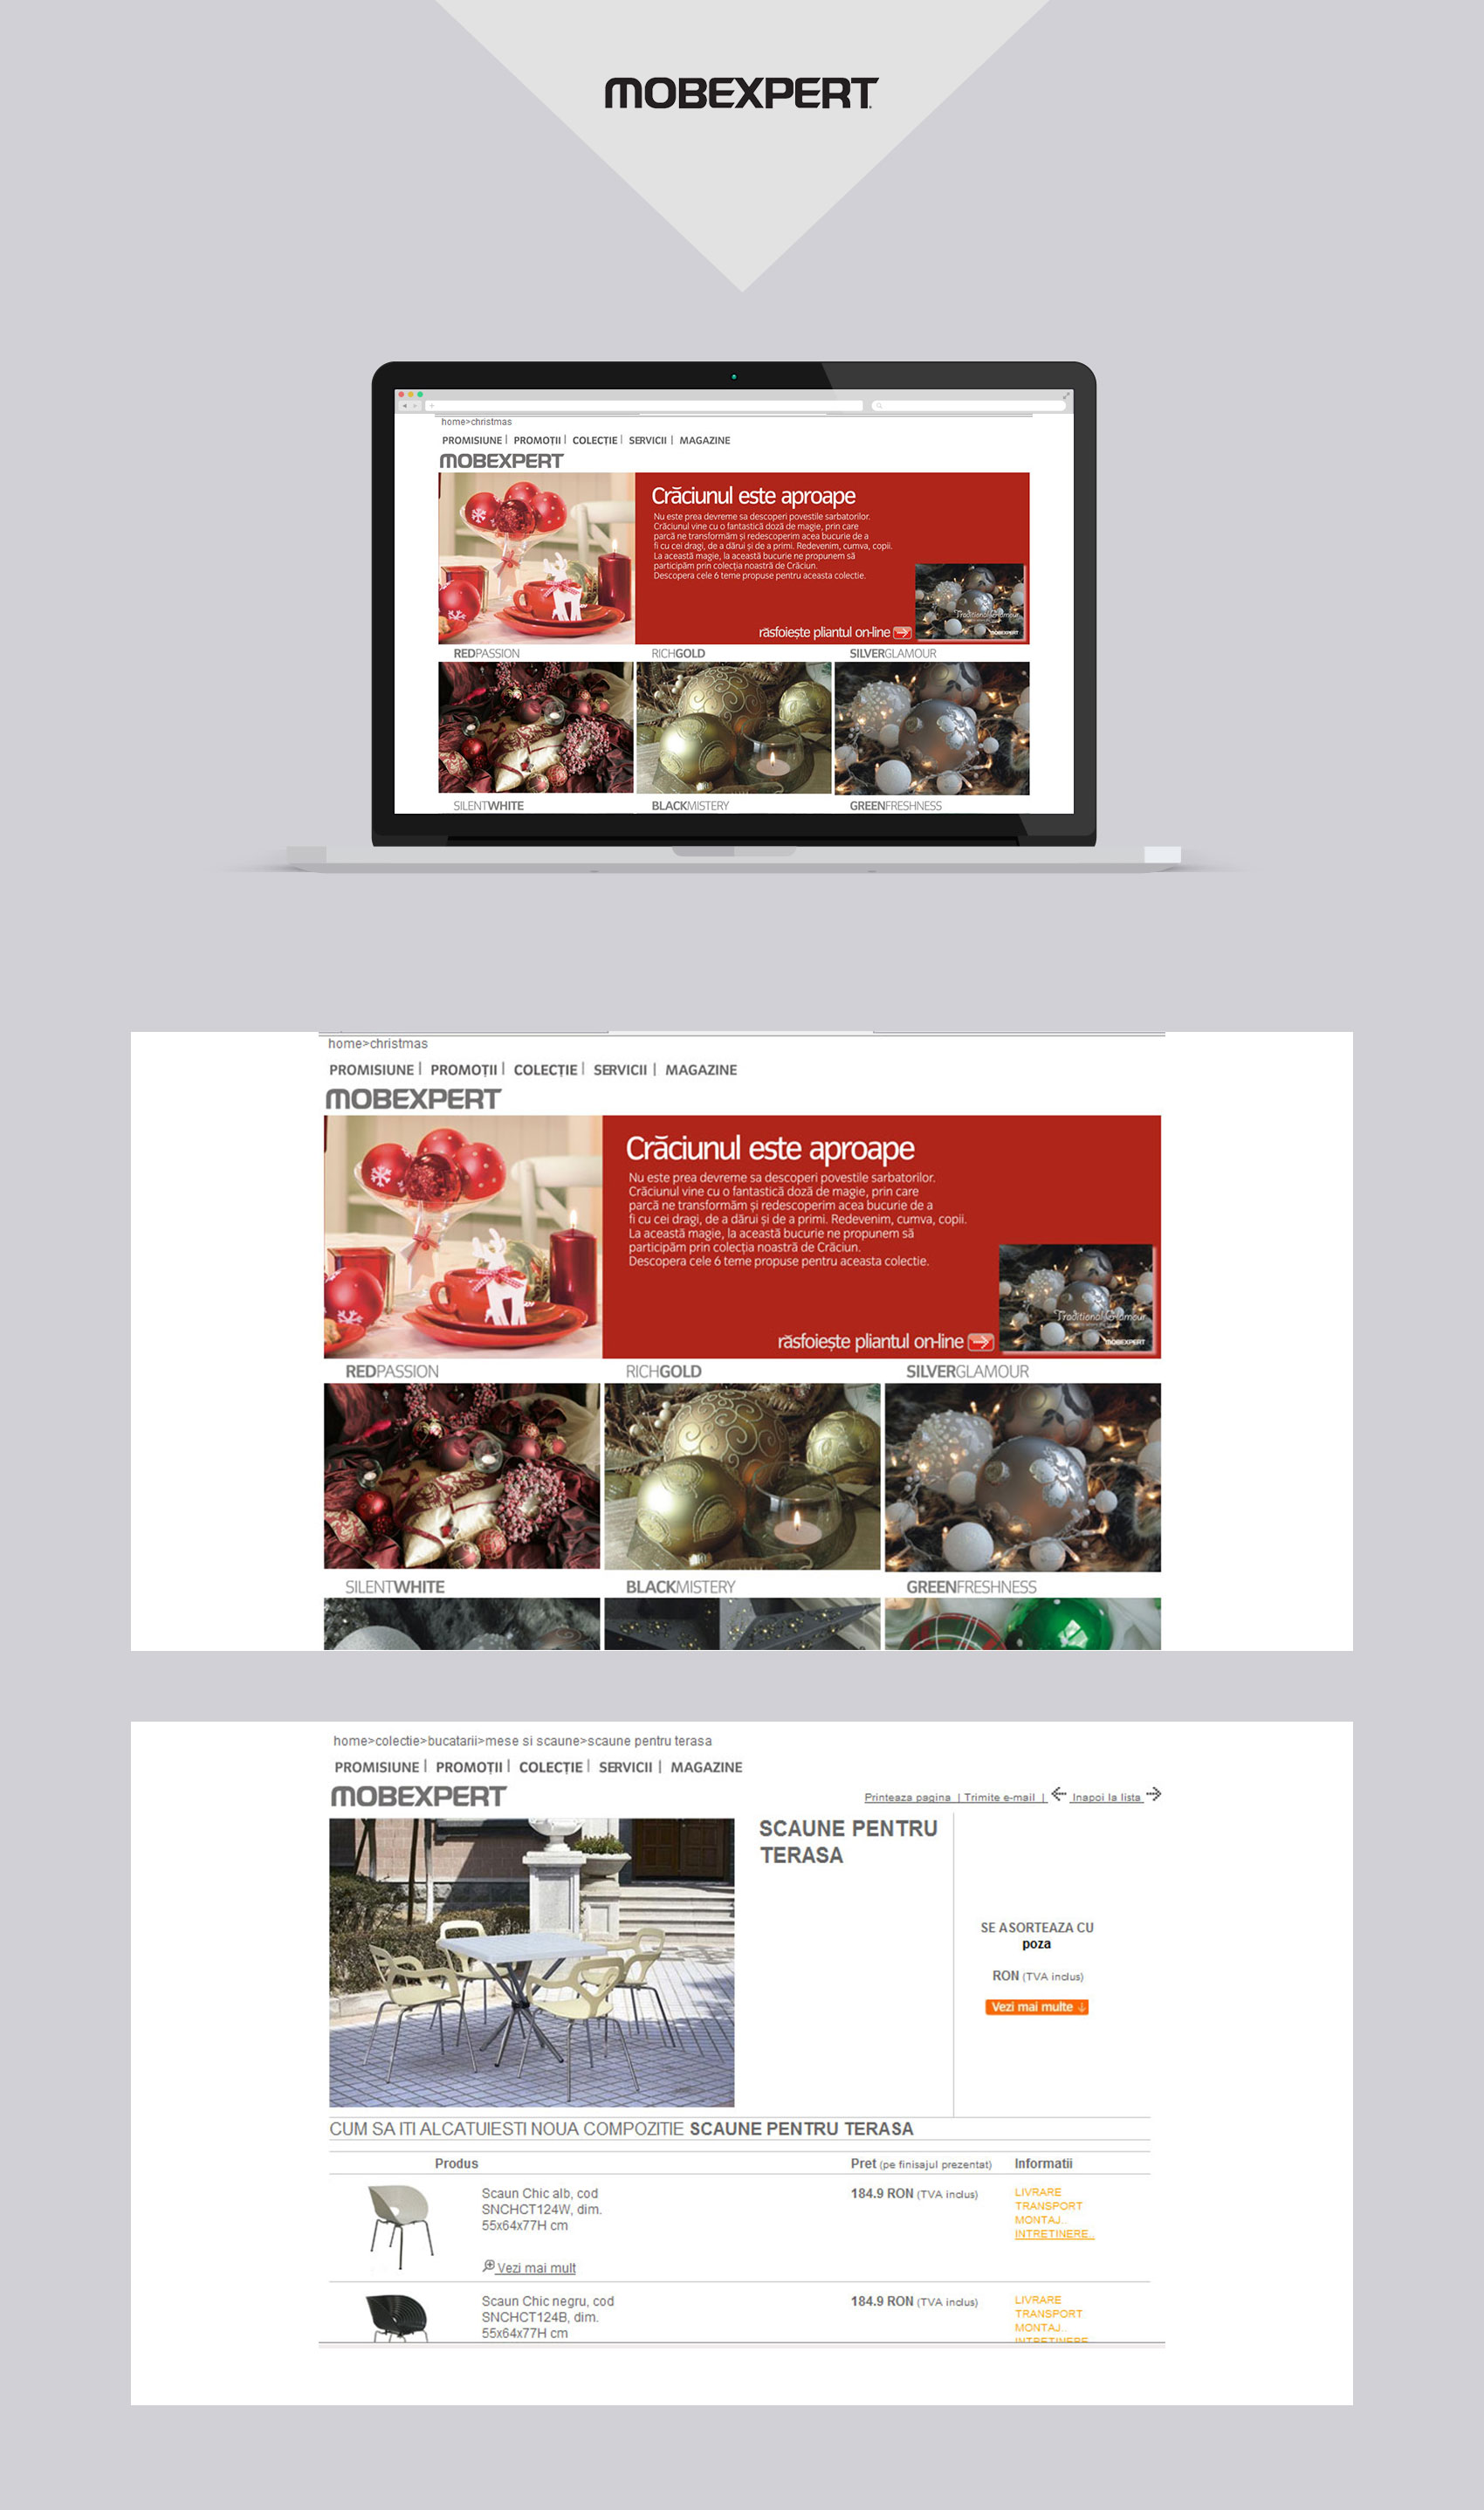 MOBEXPERT
home>christmas
PROMISIUNE | PROMOȚII | COLECȚIE | SERVICII | MAGAZINE
MOBEXPERT
Crăciunul este aproape
Nu este prea devreme sa descoperi povestile sarbatorilor.
Crăciunul vine cu o fantastică doză de magie, prin care
parcă ne transformăm și redescoperim acea bucurie de a
fi cu cei dragi, de a dărui și de a primi. Redevenim, cumva, copii.
La această magie, la această bucurie ne propunem să
participăm prin colecția noastră de Crăciun.
Descopera cele 6 teme propuse pentru aceasta colectie.
Traditional Glamour
MOBEXPERT
răsfoiește pliantul on-line
REDPASSION RICHGOLD SILVERGLAMOUR
SILENTWHITE BLACKMISTERY GREENFRESHNESS
home>christmas
PROMISIUNE | PROMOȚII | COLECȚIE | SERVICII | MAGAZINE
MOBEXPERT
Crăciunul este aproape
Nu este prea devreme sa descoperi povestile sarbatorilor.
Crăciunul vine cu o fantastică doză de magie, prin care
parcă ne transformăm și redescoperim acea bucurie de a
fi cu cei dragi, de a dărui și de a primi. Redevenim, cumva, copii.
La această magie, la această bucurie ne propunem să
participăm prin colecția noastră de Crăciun.
Descopera cele 6 teme propuse pentru aceasta colectie.
Traditional Glamour
MOBEXPERT
răsfoiește pliantul on-line
REDPASSION RICHGOLD SILVERGLAMOUR
SILENTWHITE BLACKMISTERY GREENFRESHNESS
home>colectie>bucatarii>mese si scaune>scaune pentru terasa
PROMISIUNE | PROMOȚII | COLECȚIE | SERVICII | MAGAZINE
MOBEXPERT
Printeaza pagina | Trimite e-mail | Inapoi la lista
SCAUNE PENTRU
TERASA
SE ASORTEAZA CU
poza
RON (TVA inclus)
Vezi mai multe
CUM SA ITI ALCATUIESTI NOUA COMPOZITIE SCAUNE PENTRU TERASA
Produs Pret (pe finisajul prezentat) Informatii
Scaun Chic alb, cod
SNCHCT124W, dim.
55x64x77H cm
Vezi mai mult
184.9 RON (TVA inclus)
LIVRARE
TRANSPORT
MONTAJ..
INTRETINERE..
Scaun Chic negru, cod
SNCHCT124B, dim.
55x64x77H cm
184.9 RON (TVA inclus)
LIVRARE
TRANSPORT
MONTAJ..
INTRETINERE